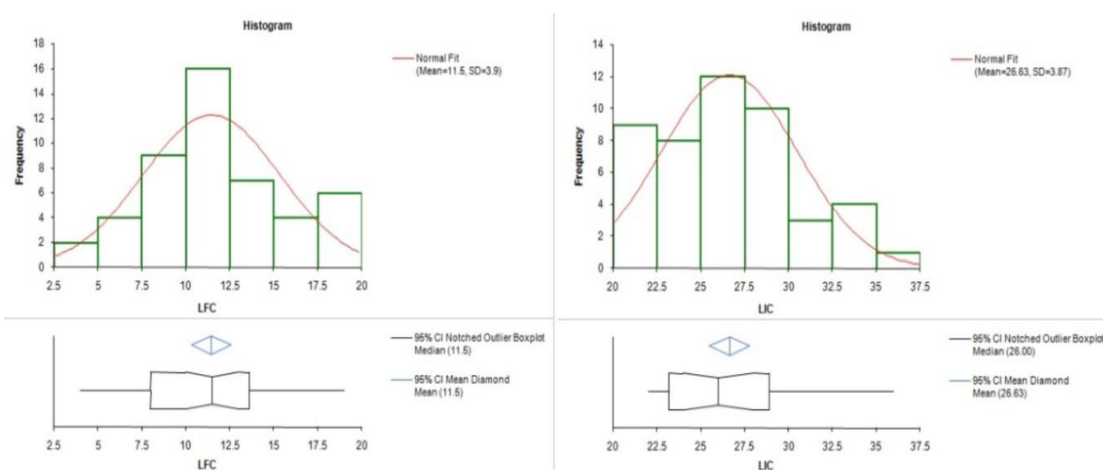 Histogram
18
16
14
12
10
8
6
4
2
0
Frequency
2.5 5 7.5 10 12.5 15 17.5 20
LFC
Normal Fit
(Mean=11.5, SD=3.9)
Histogram
14
12
10
8
6
4
2
0
Frequency
20 22.5 25 27.5 30 32.5 35 37.5
LIC
Normal Fit
(Mean=26.63, SD=3.87)
95% CI Notched Outlier Boxplot
Median (11.5)
95% CI Mean Diamond
Mean (11.5)
2.5 5 7.5 10 12.5 15 17.5 20
LFC
95% CI Notched Outlier Boxplot
Median (26.00)
95% CI Mean Diamond
Mean (26.63)
20 22.5 25 27.5 30 32.5 35 37.5
LIC